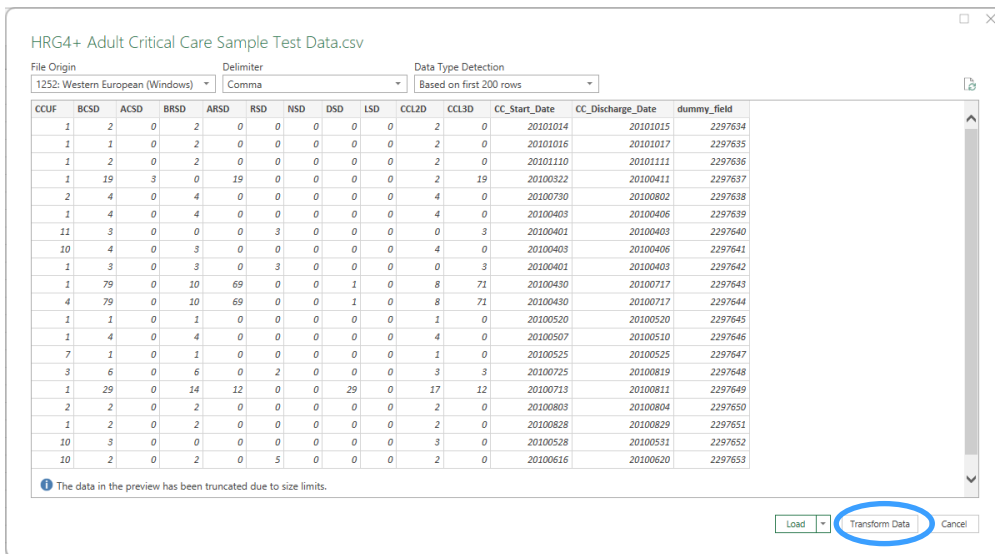 HRG4+ Adult Critical Care Sample Test Data.csv
File Origin Delimiter Data Type Detection
1252: Western European (Windows) Comma Based on first 200 rows
CCUF BCSD ACSD BRSD ARSD RSD NSD DSD LSD CCL2D CCL3D CC_Start_Date CC_Discharge_Date dummy_field
1 2 0 2 0 0 0 0 0 2 0 20101014 20101015 2297634
1 1 0 2 0 0 0 0 0 2 0 20101016 20101017 2297635
1 2 0 2 0 0 0 0 0 2 0 20101110 20101111 2297636
1 19 3 0 19 0 0 0 0 2 19 20100322 20100411 2297637
2 4 0 4 0 0 0 0 0 4 0 20100730 20100802 2297638
1 4 0 4 0 0 0 0 0 4 0 20100403 20100406 2297639
11 3 0 0 0 3 0 0 0 0 3 20100401 20100403 2297640
10 4 0 3 0 0 0 0 0 4 0 20100403 20100406 2297641
1 3 0 3 0 3 0 0 0 0 3 20100401 20100403 2297642
1 79 0 10 69 0 0 1 0 8 71 20100430 20100717 2297643
4 79 0 10 69 0 0 1 0 8 71 20100430 20100717 2297644
1 1 0 1 0 0 0 0 0 1 0 20100520 20100520 2297645
1 4 0 4 0 0 0 0 0 4 0 20100507 20100510 2297646
7 1 0 1 0 0 0 0 0 1 0 20100525 20100525 2297647
3 6 0 6 0 2 0 0 0 3 3 20100725 20100819 2297648
1 29 0 14 12 0 0 29 0 17 12 20100713 20100811 2297649
2 2 0 2 0 0 0 0 0 2 0 20100803 20100804 2297650
1 2 0 2 0 0 0 0 0 2 0 20100828 20100829 2297651
10 3 0 0 0 0 0 0 0 3 0 20100528 20100531 2297652
10 2 0 2 0 5 0 0 0 2 0 20100616 20100620 2297653
The data in the preview has been truncated due to size limits.
Load Transform Data Cancel